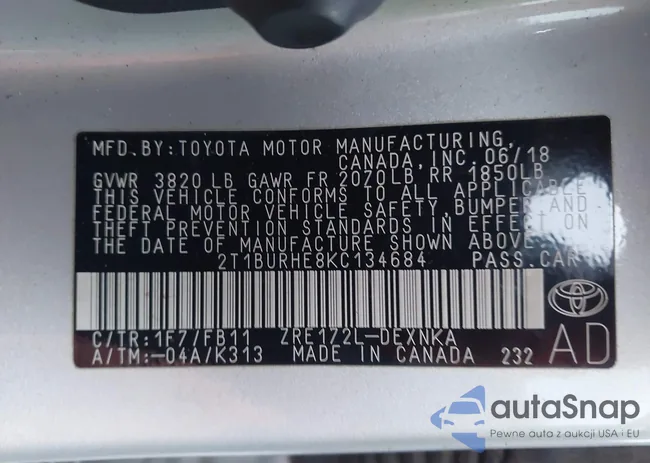 MFD.BY:TOYOTA MOTOR MANUFACTURING,
CANADA, INC. 06/18
GVWR 3820 LB GAWR FR 2070LB, RR 1850LB
THIS VEHICLE CONFORMS TO ALL APPLICABLE
FEDERAL MOTOR VEHICLE SAFETY, BUMPER AND
THEFT PREVENTION STANDARDS IN EFFECT ON
THE DATE OF MANUFACTURE SHOWN ABOVE.
2T1BURHE8KC134684 PASS.CAR
C/TR:1F7/FB11 ZRE172L-DEXNKA
A/TM:-04A/K313 MADE IN CANADA 232
AD
autaSnap
Pewne auta z aukcji USA i EU